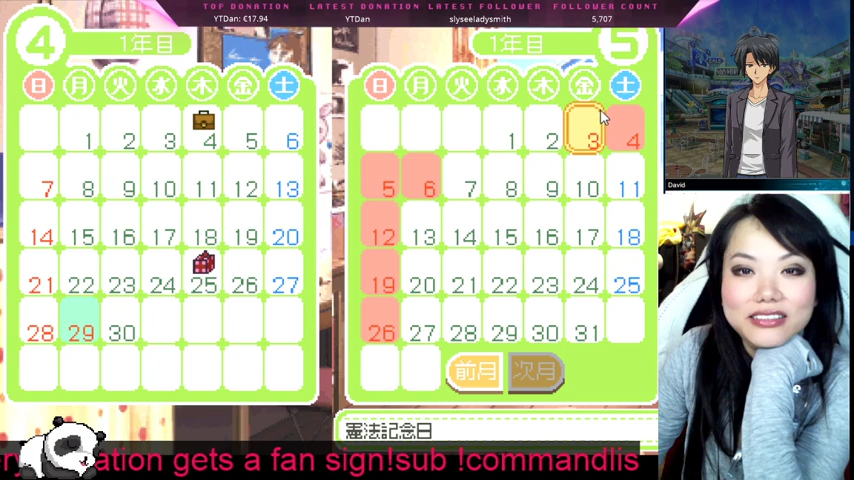 TOP DONATION
YTDan: €17.94
LATEST DONATION
YTDan
LATEST FOLLOWER
slyseeladysmith
FOLLOWER COUNT
5,707
4
1年目
日 月 火 水 木 金 土
1 2 3 4 5 6
7 8 9 10 11 12 13
14 15 16 17 18 19 20
21 22 23 24 25 26 27
28 29 30
1年目
5
日 月 火 水 木 金 土
1 2 3 4
5 6 7 8 9 10 11
12 13 14 15 16 17 18
19 20 21 22 23 24 25
26 27 28 29 30 31
前月 次月
憲法記念日
David
ation gets a fan sign!sub !commandlis